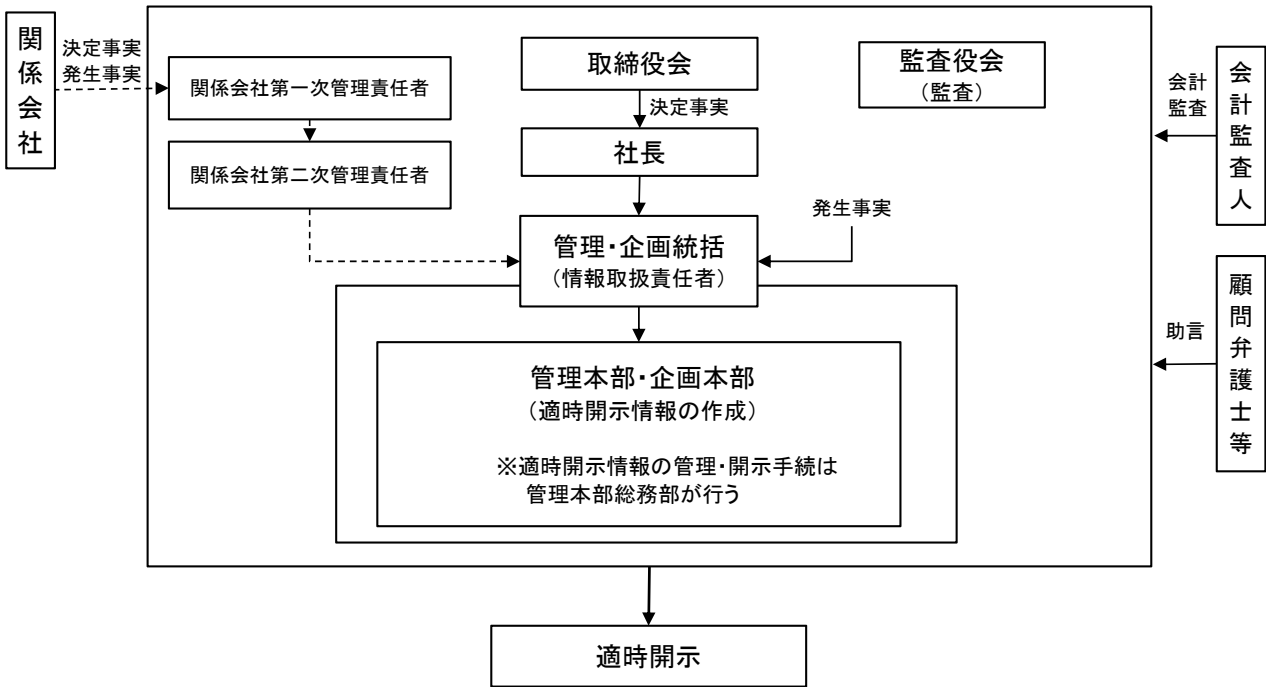 関係会社
決定事実
発生事実
関係会社第一次管理責任者
関係会社第二次管理責任者
取締役会
決定事実
社長
監査役会
（監査）
発生事実
管理・企画統括
（情報取扱責任者）
管理本部・企画本部
（適時開示情報の作成）
※適時開示情報の管理・開示手続は
管理本部総務部が行う
会計
監査
会計監査人
助言
顧問弁護士等
適時開示